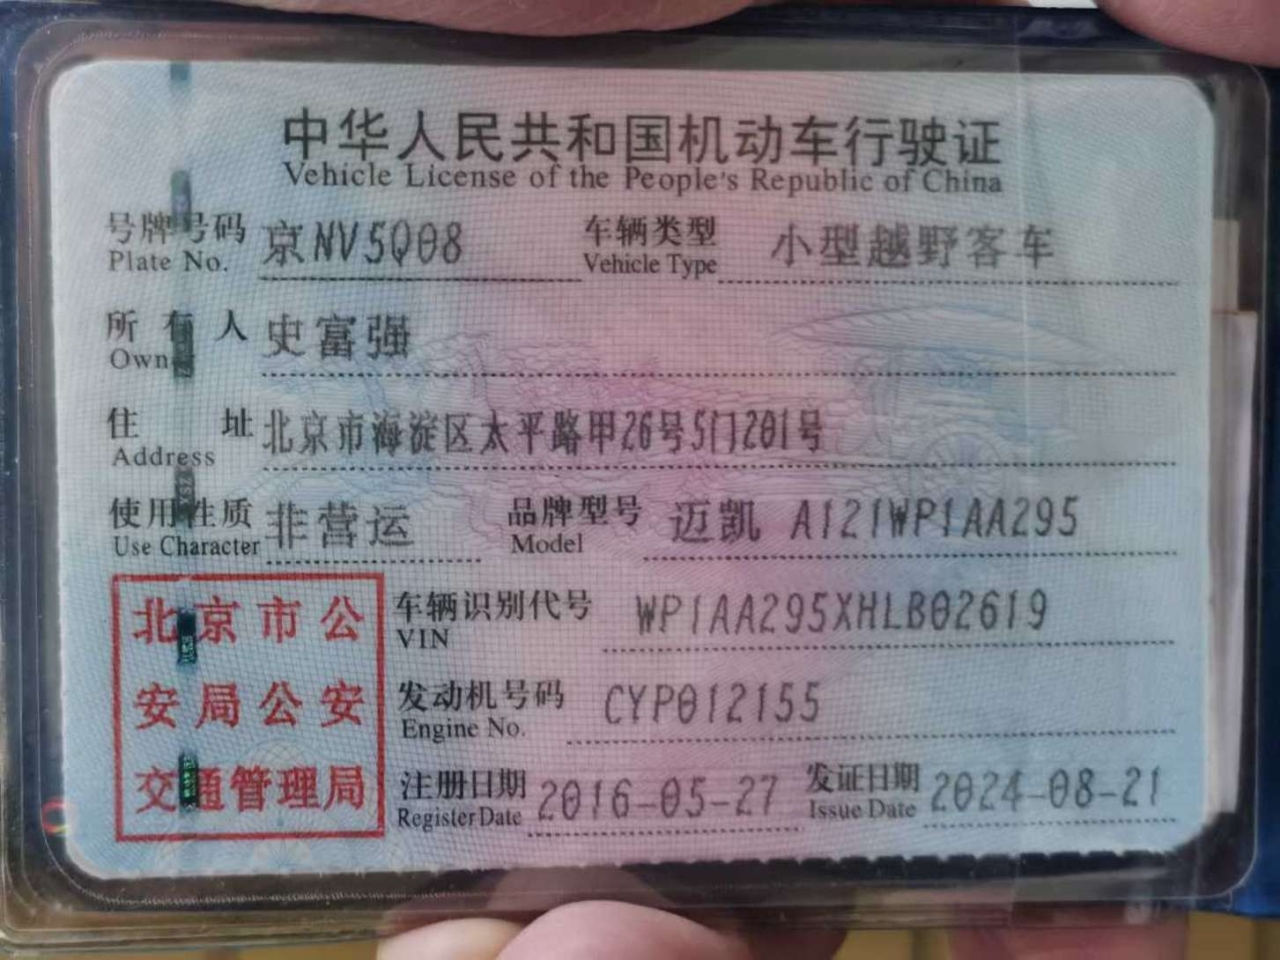 中华人民共和国机动车行驶证
Vehicle License of the People's Republic of China
号牌号码 京NV5Q08 车辆类型 小型越野客车
Plate No. Vehicle Type
所有人 史富强
Owner
住址 北京市海淀区太平路甲26号5门201号
Address
使用性质 非营运 品牌型号 迈凯 A121WP1AA295
Use Character Model
北京市公
安局公安
交通管理局
车辆识别代号 WP1AA295XHLB02619
VIN
发动机号码 CYP012155
Engine No.
注册日期 2016-05-27 发证日期 2024-08-21
Register Date Issue Date